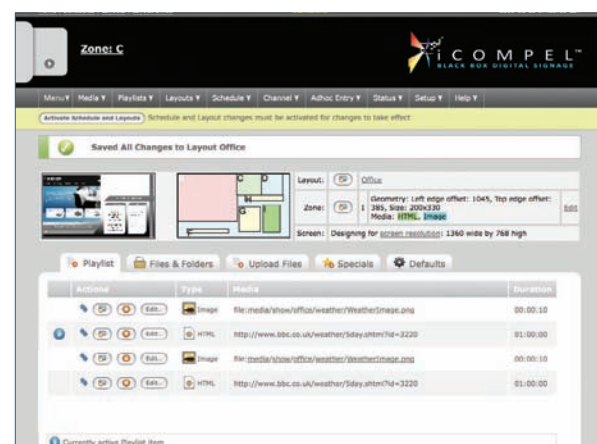 Zone: C
iCOMPEL™
BLACK BOX DIGITAL SIGNAGE
Menu▼ Media▼ Playlists▼ Layouts▼ Schedule▼ Channel▼ Adhoc Entry▼ Status▼ Setup▼ Help▼
Activate Schedule and Layouts Schedule and Layout changes must be activated for changes to take effect
Saved All Changes to Layout Office
C D
H
G I
Layout: Office
Zone: I Geometry: Left edge offset: 1045, Top edge offset: 385, Size: 200x330
Media: HTML, Image
Edit
Screen: Designing for screen resolution: 1360 wide by 768 high
Playlist Files & Folders Upload Files Specials Defaults
Actions Type Media Duration
Edit... Image file:media/show/office/weather/WeatherImage.png 00:00:10
Edit... HTML http://www.bbc.co.uk/weather/5day.shtml?id=3220 01:00:00
Edit... Image file:media/show/office/weather/WeatherImage.png 00:00:10
Edit... HTML http://www.bbc.co.uk/weather/5day.shtml?id=3220 01:00:00
Currently active Playlist item